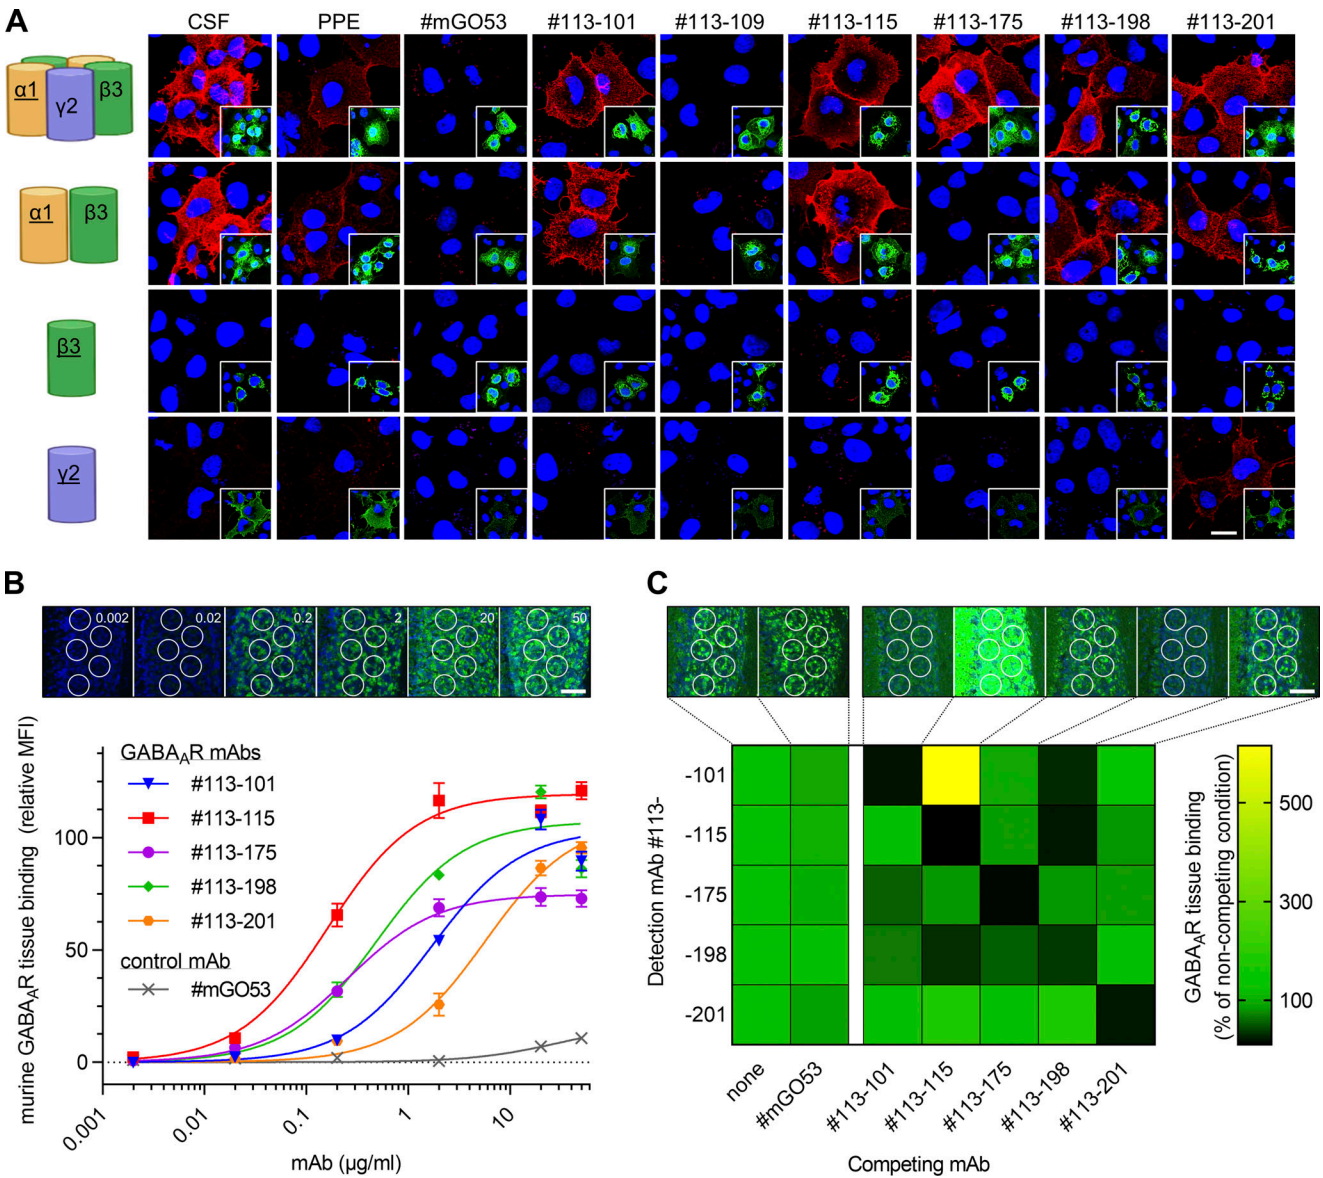 A
CSF PPE #mGO53 #113-101 #113-109 #113-115 #113-175 #113-198 #113-201
α1 γ2 β3
α1 β3
β3
γ2
B
0.002 0.02 0.2 2 20 50
murine GABAAR tissue binding (relative MFI)
100
50
0
GABAAR mAbs
#113-101
#113-115
#113-175
#113-198
#113-201
control mAb
#mGO53
0.001 0.01 0.1 1 10
mAb (µg/ml)
C
Detection mAb #113-
-101
-115
-175
-198
-201
none #mGO53 #113-101 #113-115 #113-175 #113-198 #113-201
Competing mAb
GABAAR tissue binding
(% of non-competing condition)
500
300
100